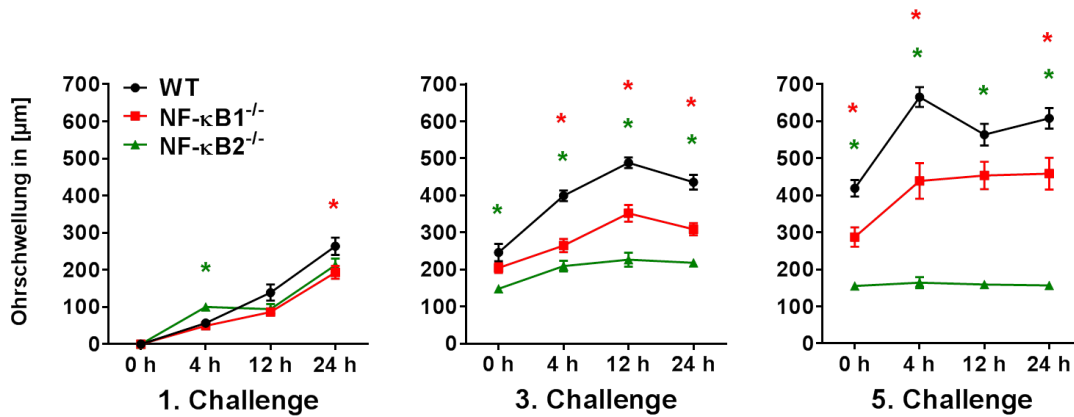 Ohrschwellung in [µm]
700
600
500
400
300
200
100
0
WT
NF-κB1-/-
NF-κB2-/-
*
*
0 h 4 h 12 h 24 h
1. Challenge
700
600
500
400
300
200
100
0
* * *
* * * *
0 h 4 h 12 h 24 h
3. Challenge
700
600
500
400
300
200
100
0
* * *
* * * *
0 h 4 h 12 h 24 h
5. Challenge